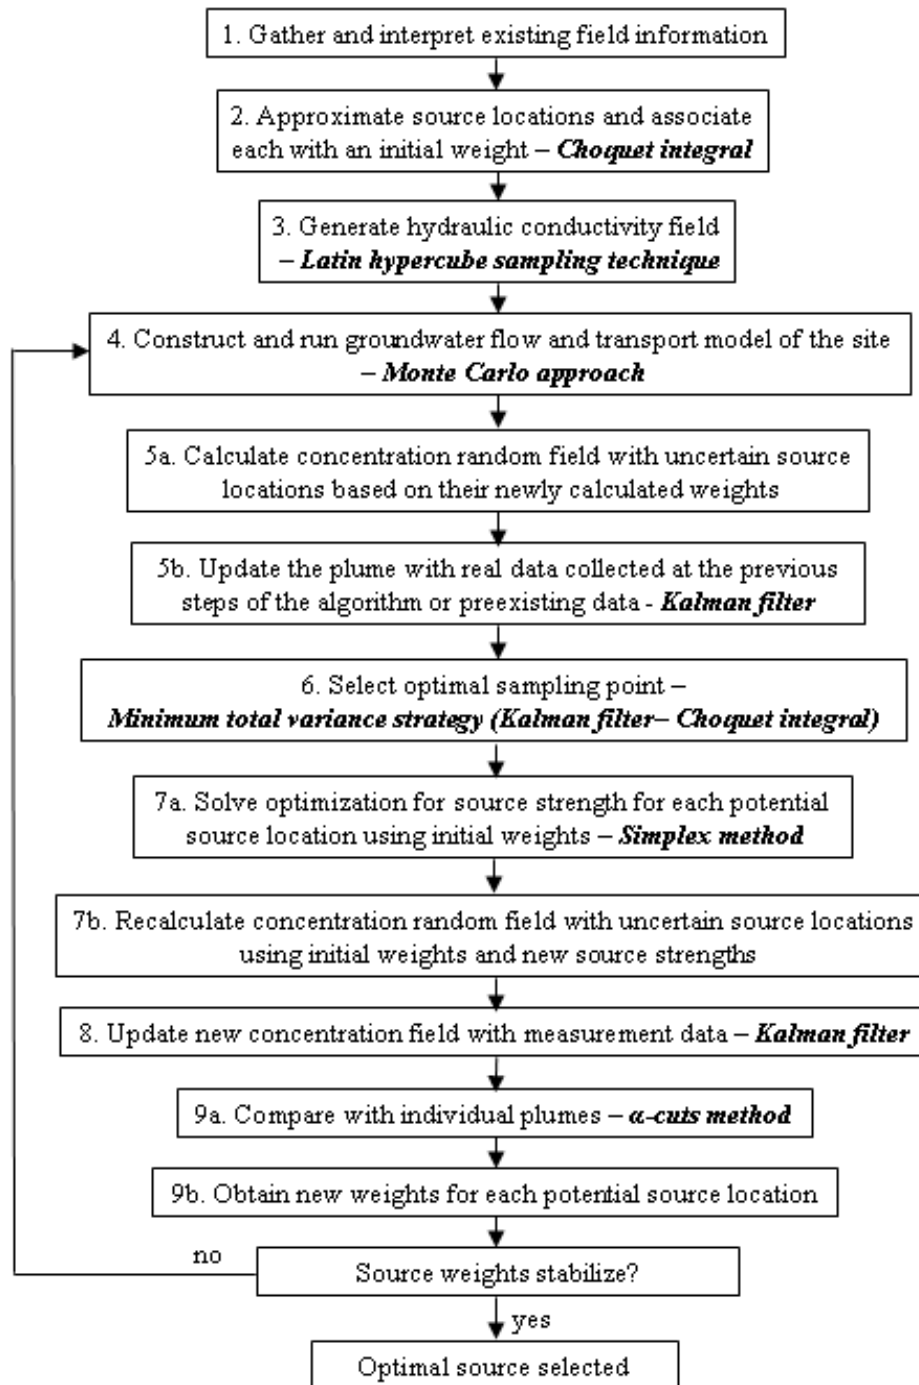 1. Gather and interpret existing field information
2. Approximate source locations and associate
each with an initial weight – Choquet integral
3. Generate hydraulic conductivity field
– Latin hypercube sampling technique
4. Construct and run groundwater flow and transport model of the site
– Monte Carlo approach
5a. Calculate concentration random field with uncertain source
locations based on their newly calculated weights
5b. Update the plume with real data collected at the previous
steps of the algorithm or preexisting data - Kalman filter
6. Select optimal sampling point –
Minimum total variance strategy (Kalman filter– Choquet integral)
7a. Solve optimization for source strength for each potential
source location using initial weights – Simplex method
7b. Recalculate concentration random field with uncertain source locations
using initial weights and new source strengths
8. Update new concentration field with measurement data – Kalman filter
9a. Compare with individual plumes – α-cuts method
9b. Obtain new weights for each potential source location
no
Source weights stabilize?
yes
Optimal source selected